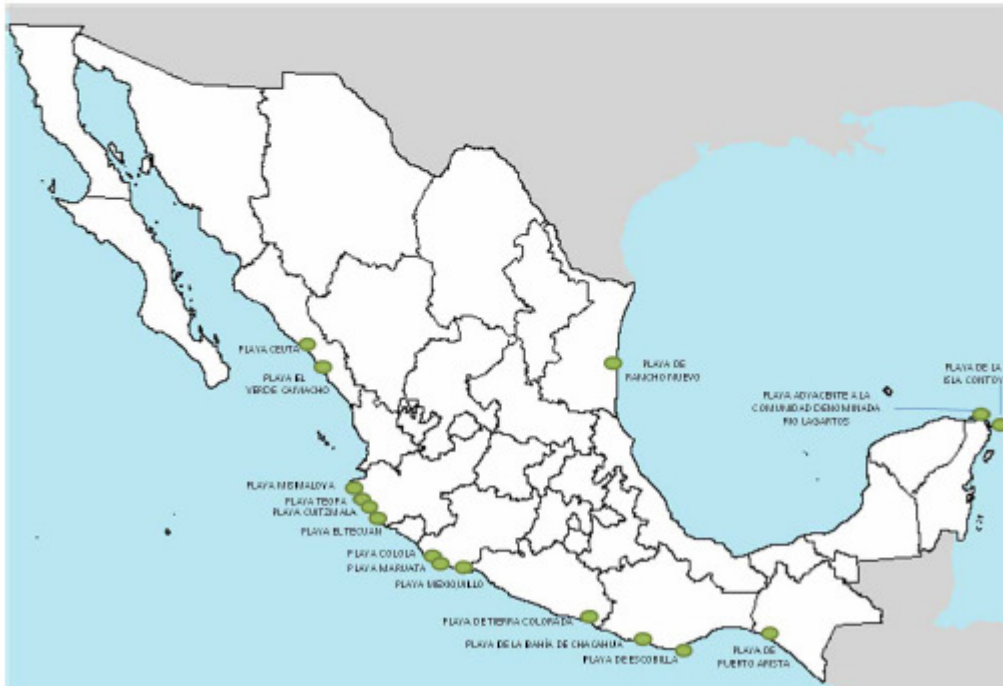 PLAYA CEUTA
PLAYA EL
VERDE CAMACHO
PLAYA DE
RANCHO NUEVO
PLAYA DE LA
ISLA CONTOY
PLAYA ADYACENTE A LA
COMUNIDAD DENOMINADA
RIO LAGARTOS
PLAYA MISMALOYA
PLAYA TEOPA
PLAYA CUITZMALA
PLAYA EL TECUAN
PLAYA COLOLA
PLAYA MARUATA
PLAYA MEXIQUILLO
PLAYA DE TIERRA COLORADA
PLAYA DE LA BAHÍA DE CHACAHUA
PLAYA DE ESCOBILLA
PLAYA DE
PUERTO ARISTA